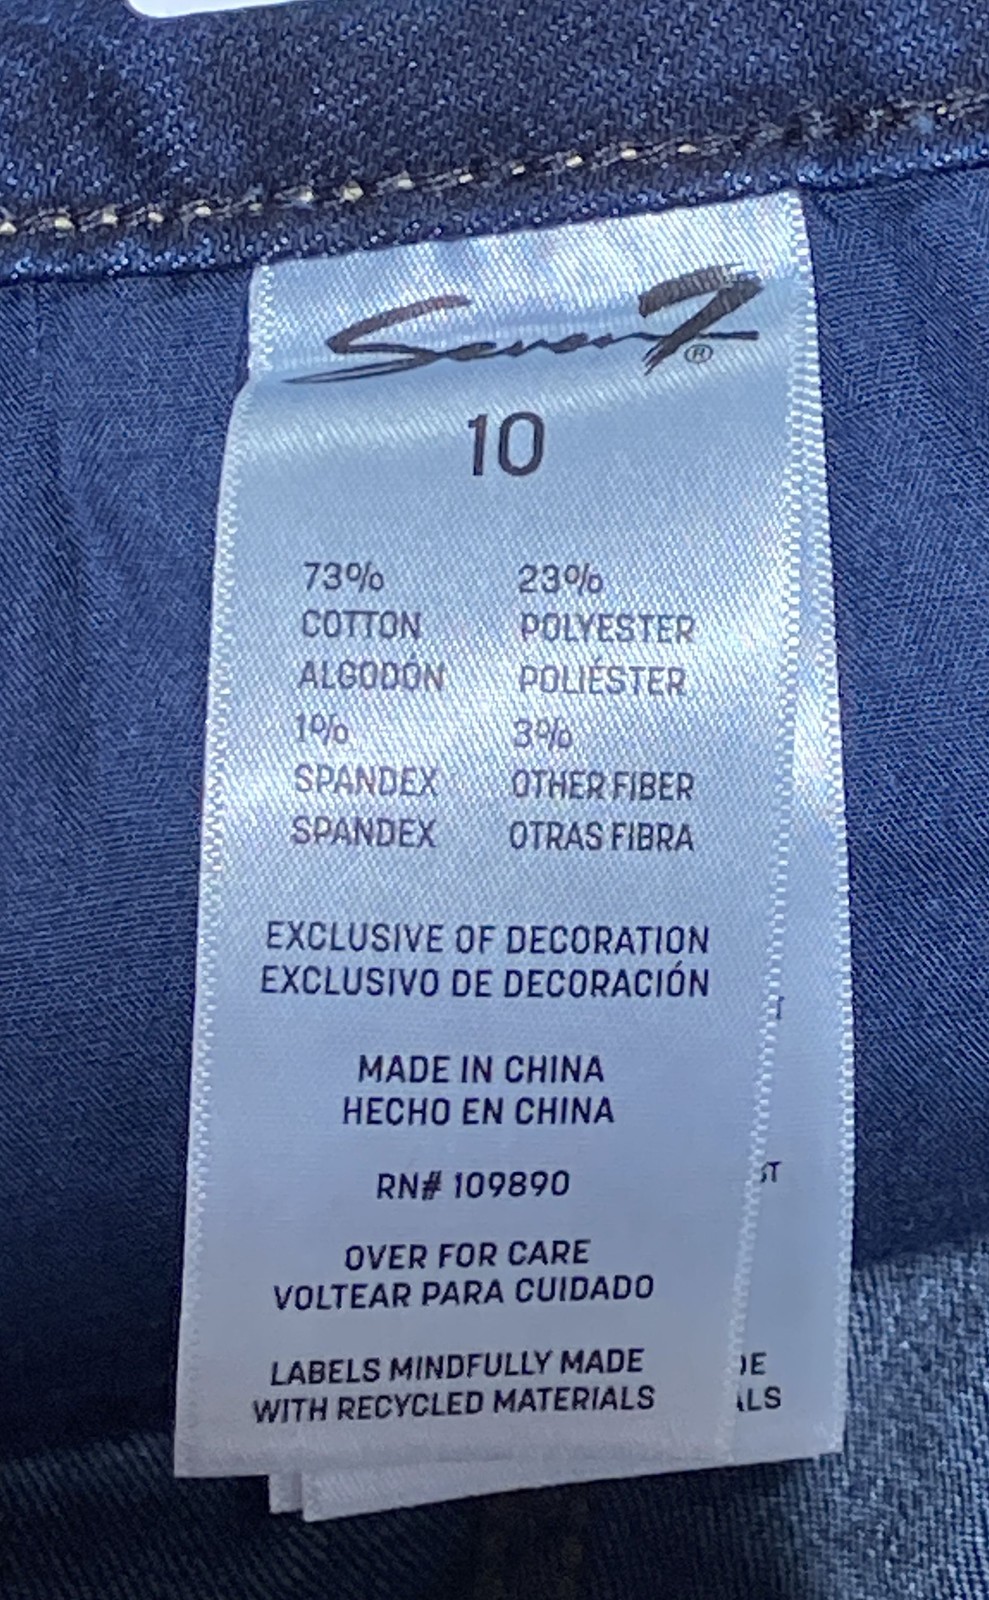 Seven7®
10
73% 23%
COTTON POLYESTER
ALGODÓN POLIÉSTER
1% 3%
SPANDEX OTHER FIBER
SPANDEX OTRAS FIBRA
EXCLUSIVE OF DECORATION
EXCLUSIVO DE DECORACIÓN
MADE IN CHINA
HECHO EN CHINA
RN# 109890
OVER FOR CARE
VOLTEAR PARA CUIDADO
LABELS MINDFULLY MADE
WITH RECYCLED MATERIALS